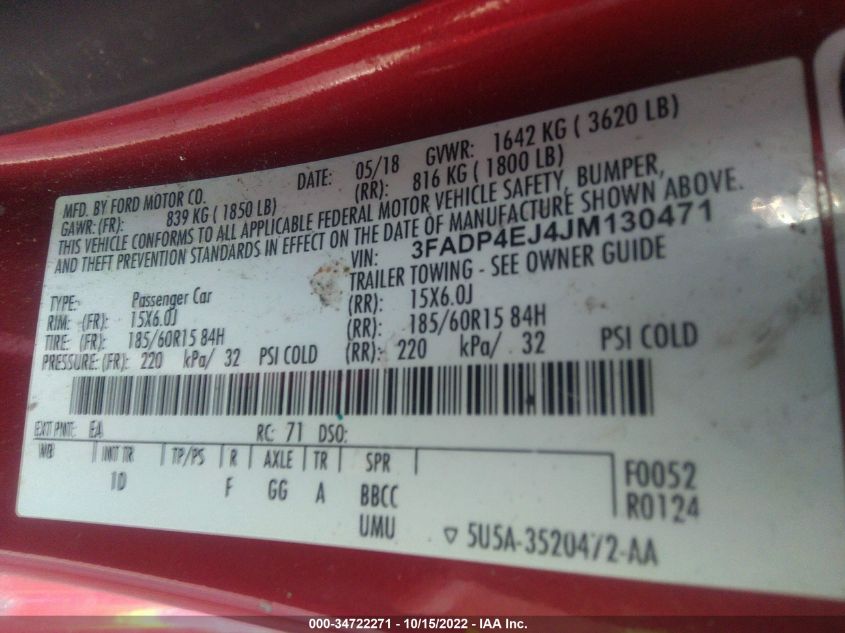 MFD. BY FORD MOTOR CO. DATE: 05/18 GVWR: 1642 KG ( 3620 LB)
GAWR: (FR): 839 KG ( 1850 LB) (RR): 816 KG ( 1800 LB)
THIS VEHICLE CONFORMS TO ALL APPLICABLE FEDERAL MOTOR VEHICLE SAFETY, BUMPER,
AND THEFT PREVENTION STANDARDS IN EFFECT ON THE DATE OF MANUFACTURE SHOWN ABOVE.
VIN: 3FADP4EJ4JM130471
TRAILER TOWING - SEE OWNER GUIDE
TYPE: Passenger Car
RIM: (FR): 15X6.0J (RR): 15X6.0J
TIRE: (FR): 185/60R15 84H (RR): 185/60R15 84H
PRESSURE: (FR): 220 kPa/ 32 PSI COLD (RR): 220 kPa/ 32 PSI COLD
EXT PNT: EA RC: 71 DSO:
WB INT TR TP/PS R AXLE TR SPR
1D F GG A BBCC
UMU
F0052
R0124
5U5A-3520472-AA
000-34722271 - 10/15/2022 - IAA Inc.